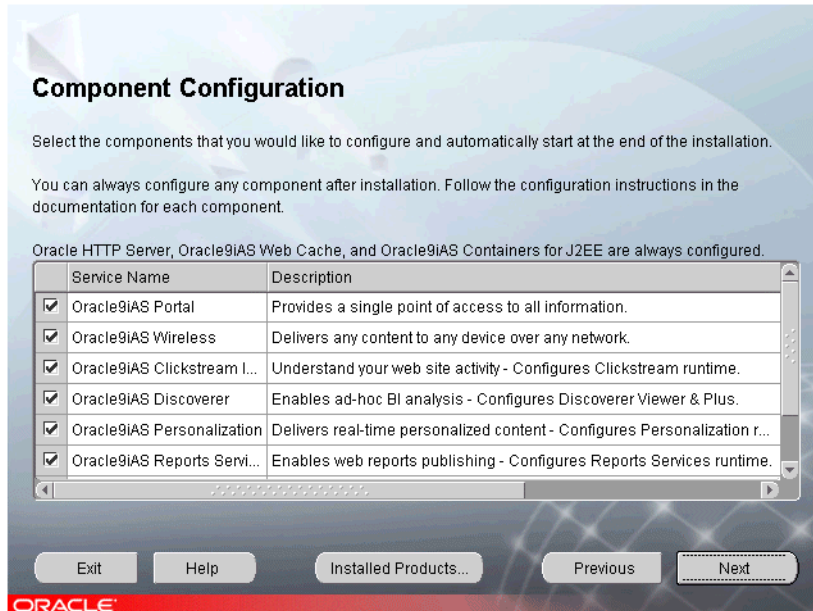 Component Configuration
Select the components that you would like to configure and automatically start at the end of the installation.
You can always configure any component after installation. Follow the configuration instructions in the
documentation for each component.
Oracle HTTP Server, Oracle9iAS Web Cache, and Oracle9iAS Containers for J2EE are always configured.
Service Name Description
Oracle9iAS Portal Provides a single point of access to all information.
Oracle9iAS Wireless Delivers any content to any device over any network.
Oracle9iAS Clickstream I... Understand your web site activity - Configures Clickstream runtime.
Oracle9iAS Discoverer Enables ad-hoc BI analysis - Configures Discoverer Viewer & Plus.
Oracle9iAS Personalization Delivers real-time personalized content - Configures Personalization r...
Oracle9iAS Reports Servi... Enables web reports publishing - Configures Reports Services runtime.
Exit Help Installed Products... Previous Next
ORACLE